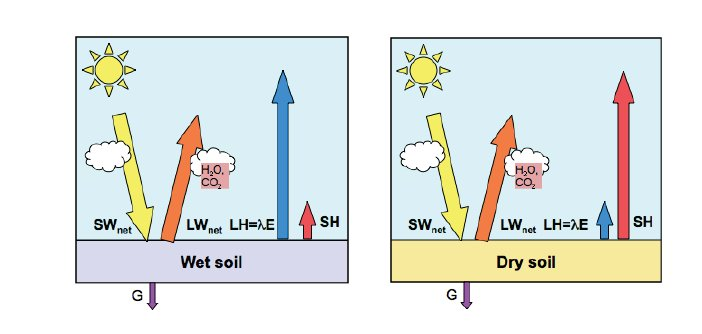 H₂O,
CO₂
SWnet
LWnet
LH=λE
SH
Wet soil
G
H₂O,
CO₂
SWnet
LWnet
LH=λE
SH
Dry soil
G